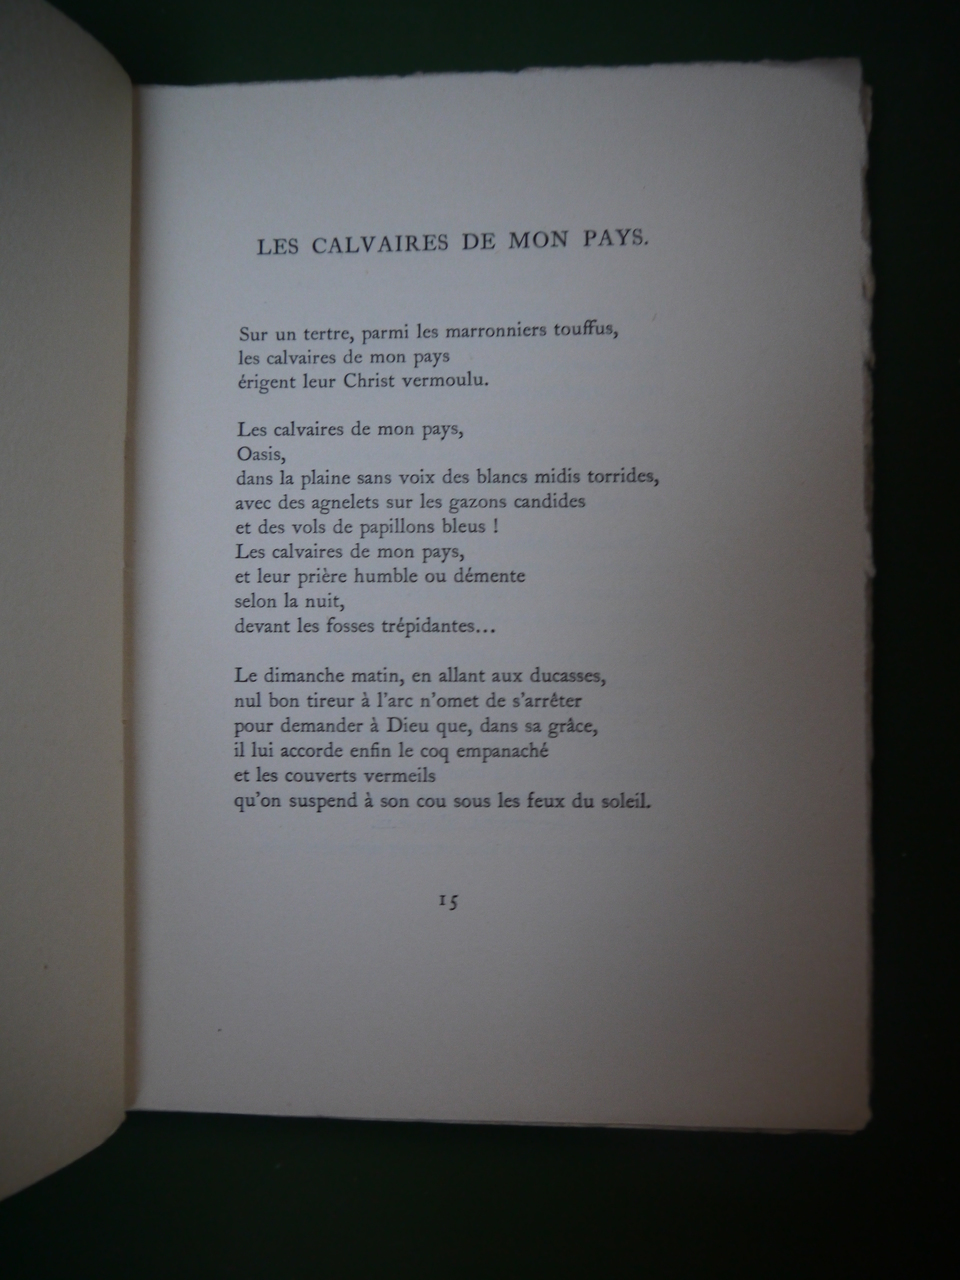 LES CALVAIRES DE MON PAYS.
Sur un tertre, parmi les marronniers touffus,
les calvaires de mon pays
érigent leur Christ vermoulu.
Les calvaires de mon pays,
Oasis,
dans la plaine sans voix des blancs midis torrides,
avec des agnelets sur les gazons candides
et des vols de papillons bleus !
Les calvaires de mon pays,
et leur prière humble ou démente
selon la nuit,
devant les fosses trépidantes...
Le dimanche matin, en allant aux ducasses,
nul bon tireur à l'arc n'omet de s'arrêter
pour demander à Dieu que, dans sa grâce,
il lui accorde enfin le coq empanaché
et les couverts vermeils
qu'on suspend à son cou sous les feux du soleil.
15